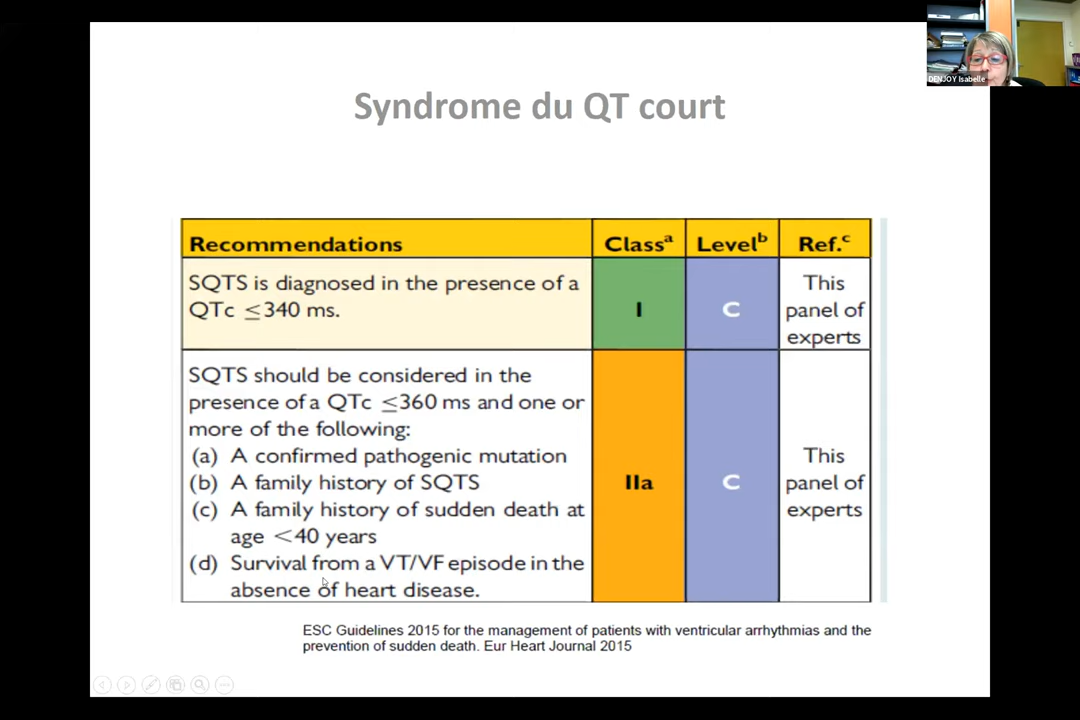 DENJOY Isabelle
Syndrome du QT court
Recommendations Classᵃ Levelᵇ Ref.ᶜ
SQTS is diagnosed in the presence of a
QTc ≤340 ms.
I
C
This
panel of
experts
SQTS should be considered in the
presence of a QTc ≤360 ms and one or
more of the following:
(a) A confirmed pathogenic mutation
(b) A family history of SQTS
(c) A family history of sudden death at
age <40 years
(d) Survival from a VT/VF episode in the
absence of heart disease.
IIa
C
This
panel of
experts
ESC Guidelines 2015 for the management of patients with ventricular arrhythmias and the
prevention of sudden death. Eur Heart Journal 2015